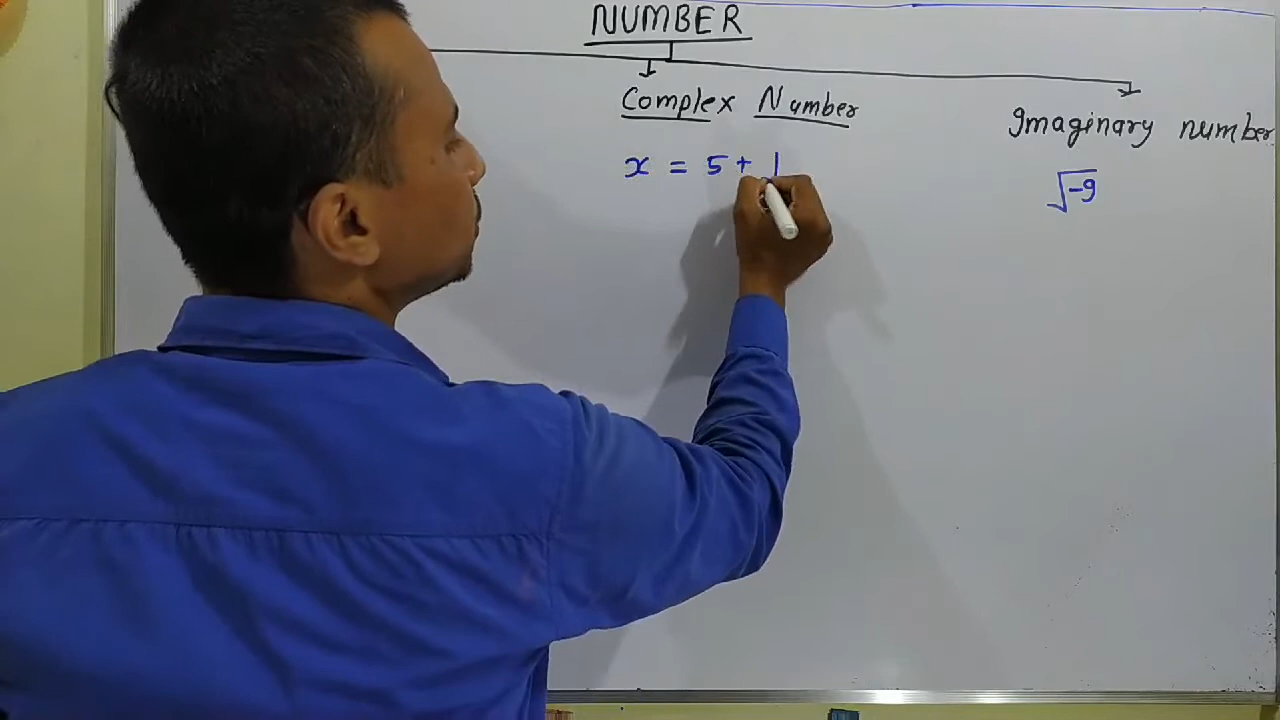 NUMBER
Complex Number
Imaginary number
x = 5 +
√-9